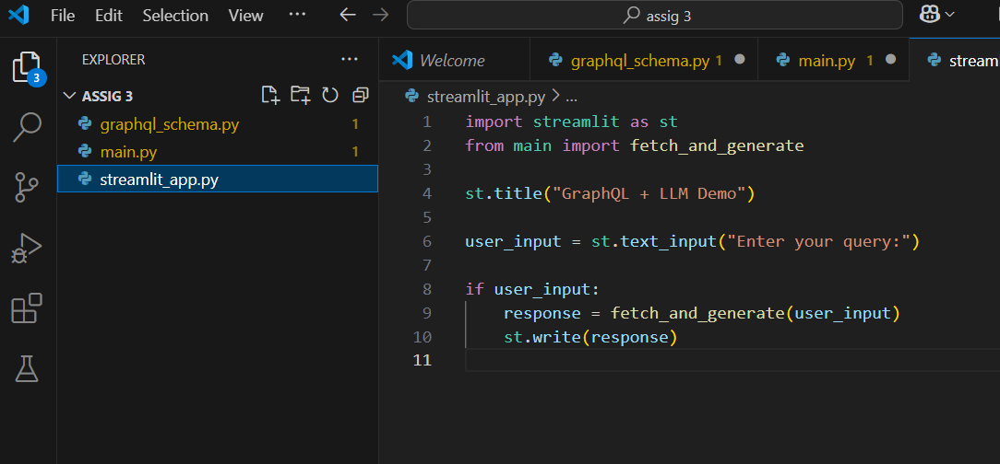 File Edit Selection View ... assig 3
EXPLORER ...
Welcome graphql_schema.py 1 main.py 1 stream
3
ASSIG 3
graphql_schema.py 1
main.py 1
streamlit_app.py
streamlit_app.py > ...
1 import streamlit as st
2 from main import fetch_and_generate
3
4 st.title("GraphQL + LLM Demo")
5
6 user_input = st.text_input("Enter your query:")
7
8 if user_input:
9 response = fetch_and_generate(user_input)
10 st.write(response)
11